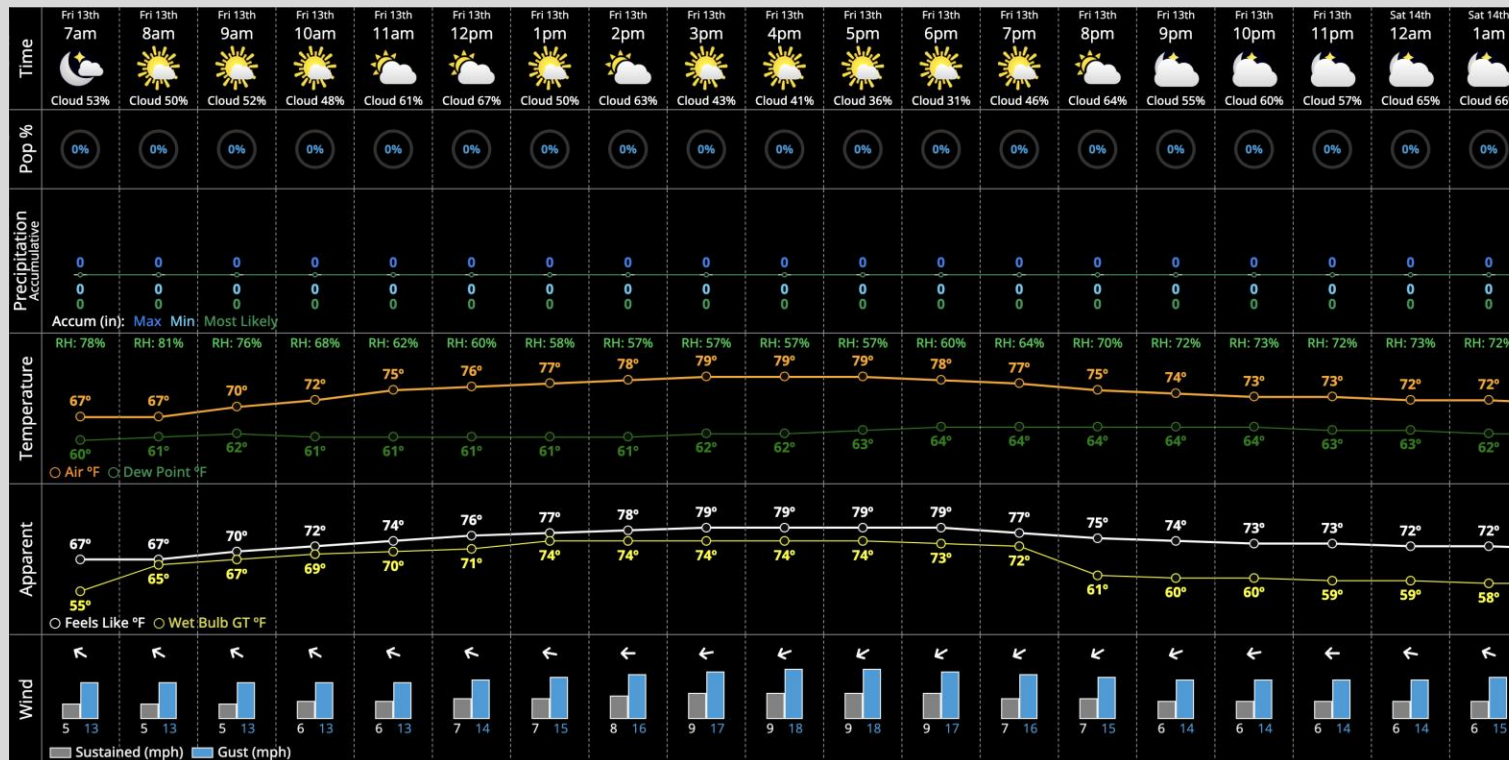 Time
Fri 13th Fri 13th Fri 13th Fri 13th Fri 13th Fri 13th Fri 13th Fri 13th Fri 13th Fri 13th Fri 13th Fri 13th Fri 13th Fri 13th Fri 13th Fri 13th Fri 13th Sat 14th Sat 14th
7am 8am 9am 10am 11am 12pm 1pm 2pm 3pm 4pm 5pm 6pm 7pm 8pm 9pm 10pm 11pm 12am 1am
Cloud 53% Cloud 50% Cloud 52% Cloud 48% Cloud 61% Cloud 67% Cloud 50% Cloud 63% Cloud 43% Cloud 41% Cloud 36% Cloud 31% Cloud 46% Cloud 64% Cloud 55% Cloud 60% Cloud 57% Cloud 65% Cloud 66%
Pop %
0% 0% 0% 0% 0% 0% 0% 0% 0% 0% 0% 0% 0% 0% 0% 0% 0% 0% 0%
Precipitation
Accumulative
0 0 0 0 0 0 0 0 0 0 0 0 0 0 0 0 0 0 0
0 0 0 0 0 0 0 0 0 0 0 0 0 0 0 0 0 0 0
0 0 0 0 0 0 0 0 0 0 0 0 0 0 0 0 0 0 0
Accum (in): Max Min Most Likely
Temperature
RH: 78% RH: 81% RH: 76% RH: 68% RH: 62% RH: 60% RH: 58% RH: 57% RH: 57% RH: 57% RH: 57% RH: 60% RH: 64% RH: 70% RH: 72% RH: 73% RH: 72% RH: 73% RH: 72%
67° 67° 70° 72° 75° 76° 77° 78° 79° 79° 79° 78° 77° 75° 74° 73° 73° 72° 72°
60° 61° 62° 61° 61° 61° 61° 61° 62° 62° 63° 64° 64° 64° 64° 64° 63° 63° 62°
Air °F Dew Point °F
Apparent
67° 67° 70° 72° 74° 76° 77° 78° 79° 79° 79° 79° 77° 75° 74° 73° 73° 72° 72°
55° 65° 67° 69° 70° 71° 74° 74° 74° 74° 74° 73° 72° 61° 60° 60° 59° 59° 58°
Feels Like °F Wet Bulb GT °F
Wind
5 13 5 13 5 13 6 13 6 13 7 14 7 15 8 16 9 17 9 18 9 18 9 17 7 16 7 15 6 14 6 14 6 14 6 14 6 15
Sustained (mph) Gust (mph)